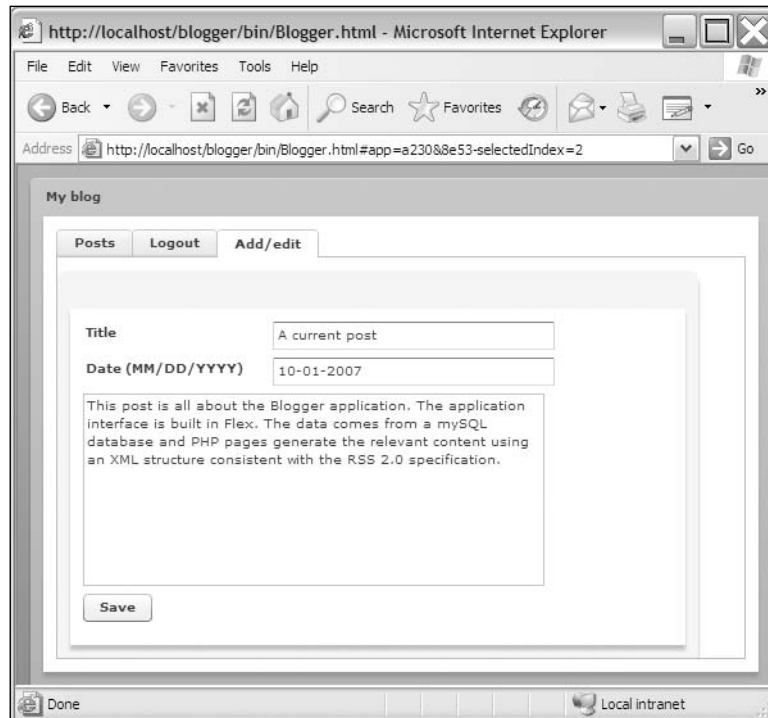 http://localhost/blogger/bin/Blogger.html - Microsoft Internet Explorer
File Edit View Favorites Tools Help
Back Search Favorites »
Address http://localhost/blogger/bin/Blogger.html#app=a230&8e53-selectedIndex=2 Go
My blog
Posts Logout Add/edit
Title A current post
Date (MM/DD/YYYY) 10-01-2007
This post is all about the Blogger application. The application
interface is built in Flex. The data comes from a mySQL
database and PHP pages generate the relevant content using
an XML structure consistent with the RSS 2.0 specification.
Save
Done Local intranet